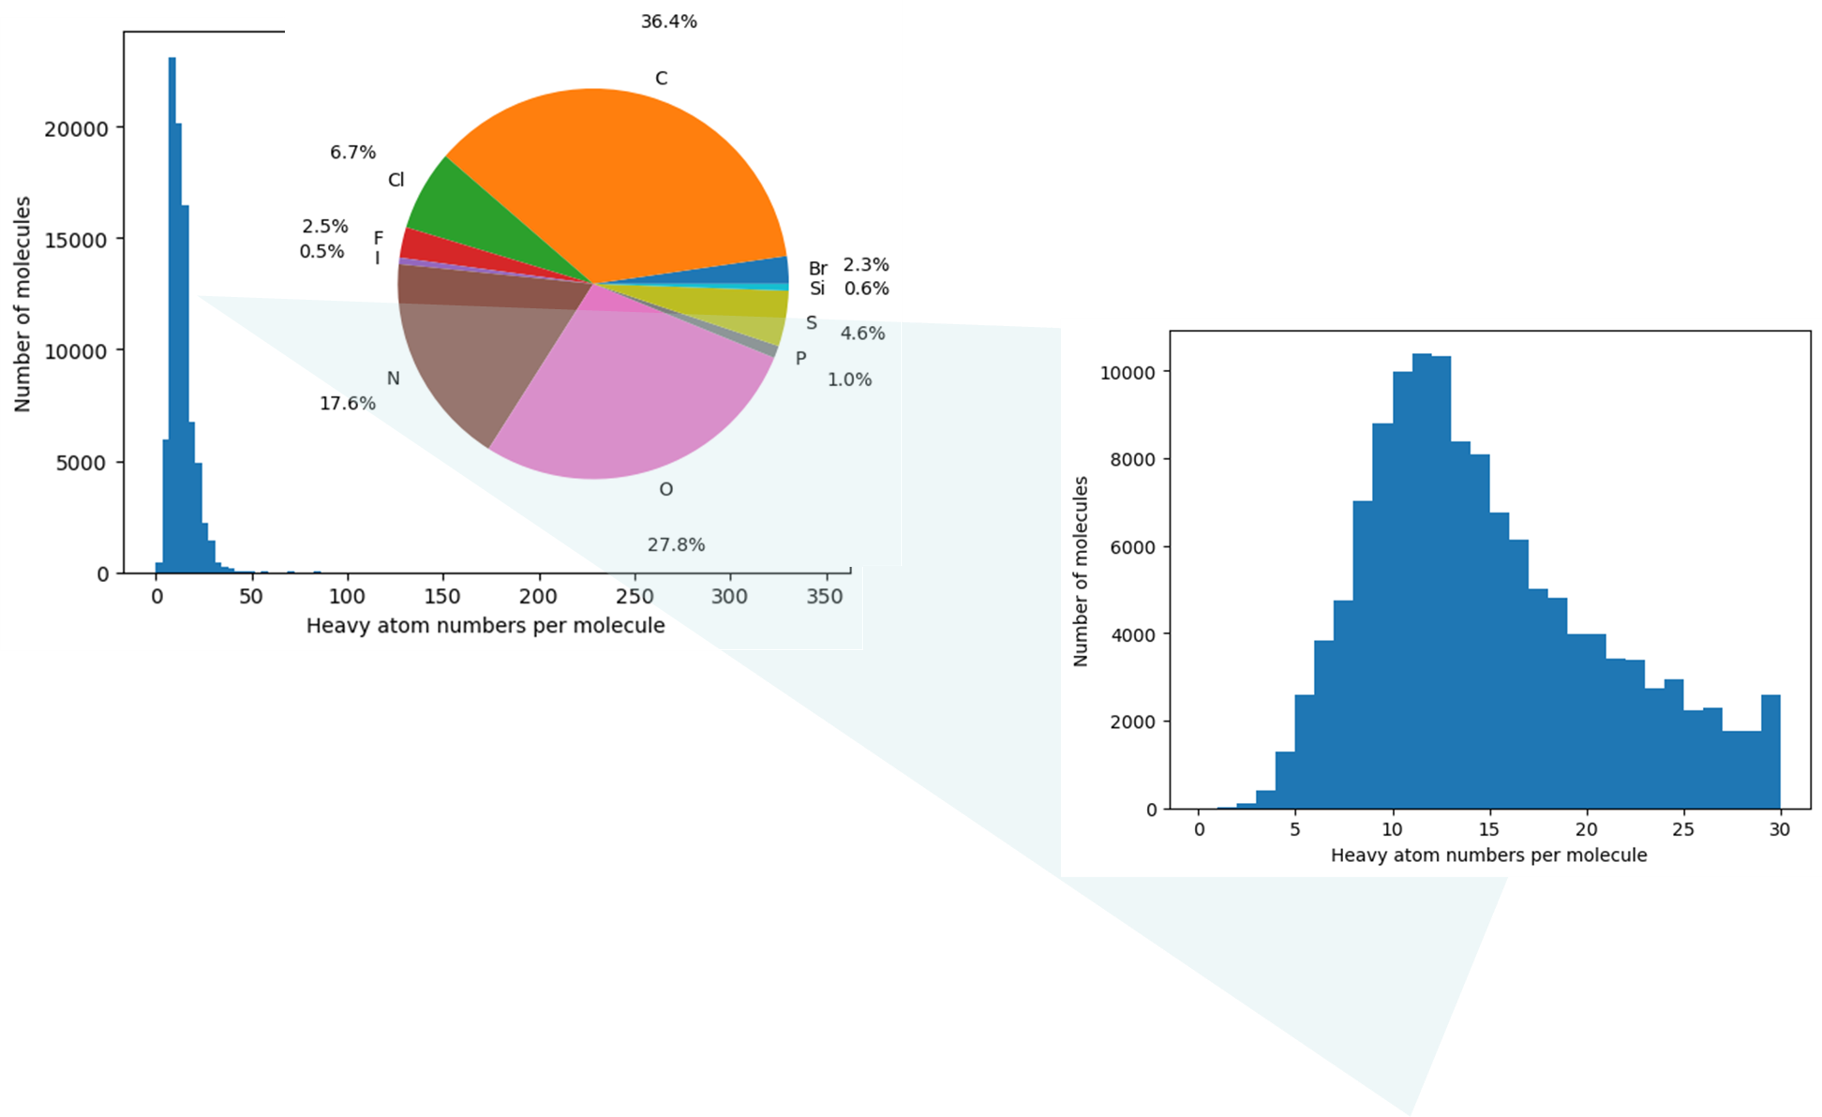 36.4%
C
6.7%
Cl
2.5%
F
0.5%
I
Br 2.3%
Si 0.6%
S
4.6%
P
1.0%
N
17.6%
O
27.8%
20000
15000
10000
5000
0
Number of molecules
0 50 100 150 200 250 300 350
Heavy atom numbers per molecule
10000
8000
6000
4000
2000
0
Number of molecules
0 5 10 15 20 25 30
Heavy atom numbers per molecule